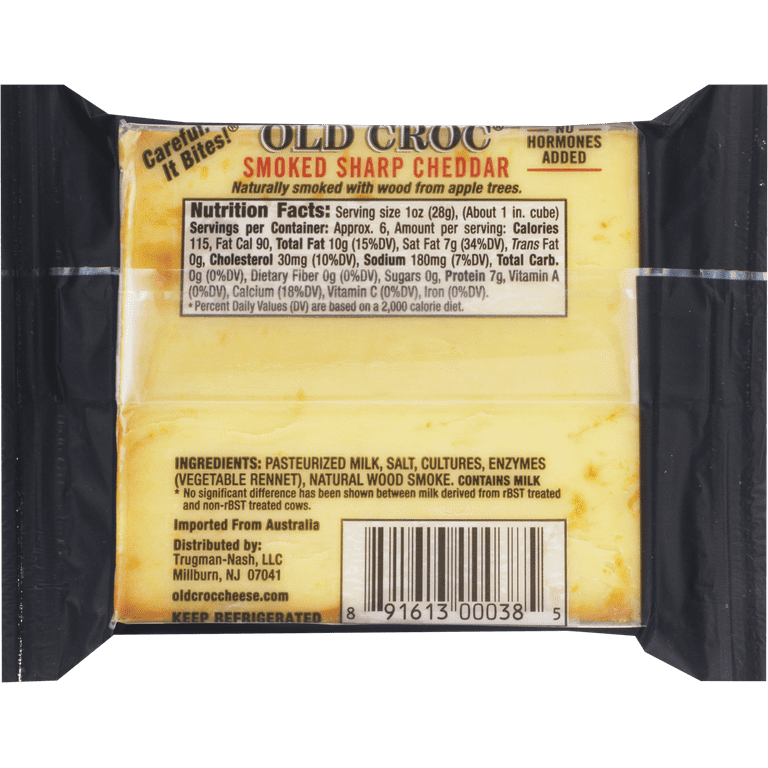 Careful.
It Bites!®
OLD CROC®
NO
HORMONES
ADDED
SMOKED SHARP CHEDDAR
Naturally smoked with wood from apple trees.
Nutrition Facts: Serving size 1oz (28g), (About 1 in. cube)
Servings per Container: Approx. 6, Amount per serving: Calories
115, Fat Cal 90, Total Fat 10g (15%DV), Sat Fat 7g (34%DV), Trans Fat
0g, Cholesterol 30mg (10%DV), Sodium 180mg (7%DV), Total Carb.
0g (0%DV), Dietary Fiber 0g (0%DV), Sugars 0g, Protein 7g, Vitamin A
(0%DV), Calcium (18%DV), Vitamin C (0%DV), Iron (0%DV).
*Percent Daily Values (DV) are based on a 2,000 calorie diet.
INGREDIENTS: PASTEURIZED MILK, SALT, CULTURES, ENZYMES
(VEGETABLE RENNET), NATURAL WOOD SMOKE. CONTAINS MILK
* No significant difference has been shown between milk derived from rBST treated
and non-rBST treated cows.
Imported From Australia
Distributed by:
Trugman-Nash, LLC
Millburn, NJ 07041
oldcroccheese.com
KEEP REFRIGERATED
8 91613 00038 5